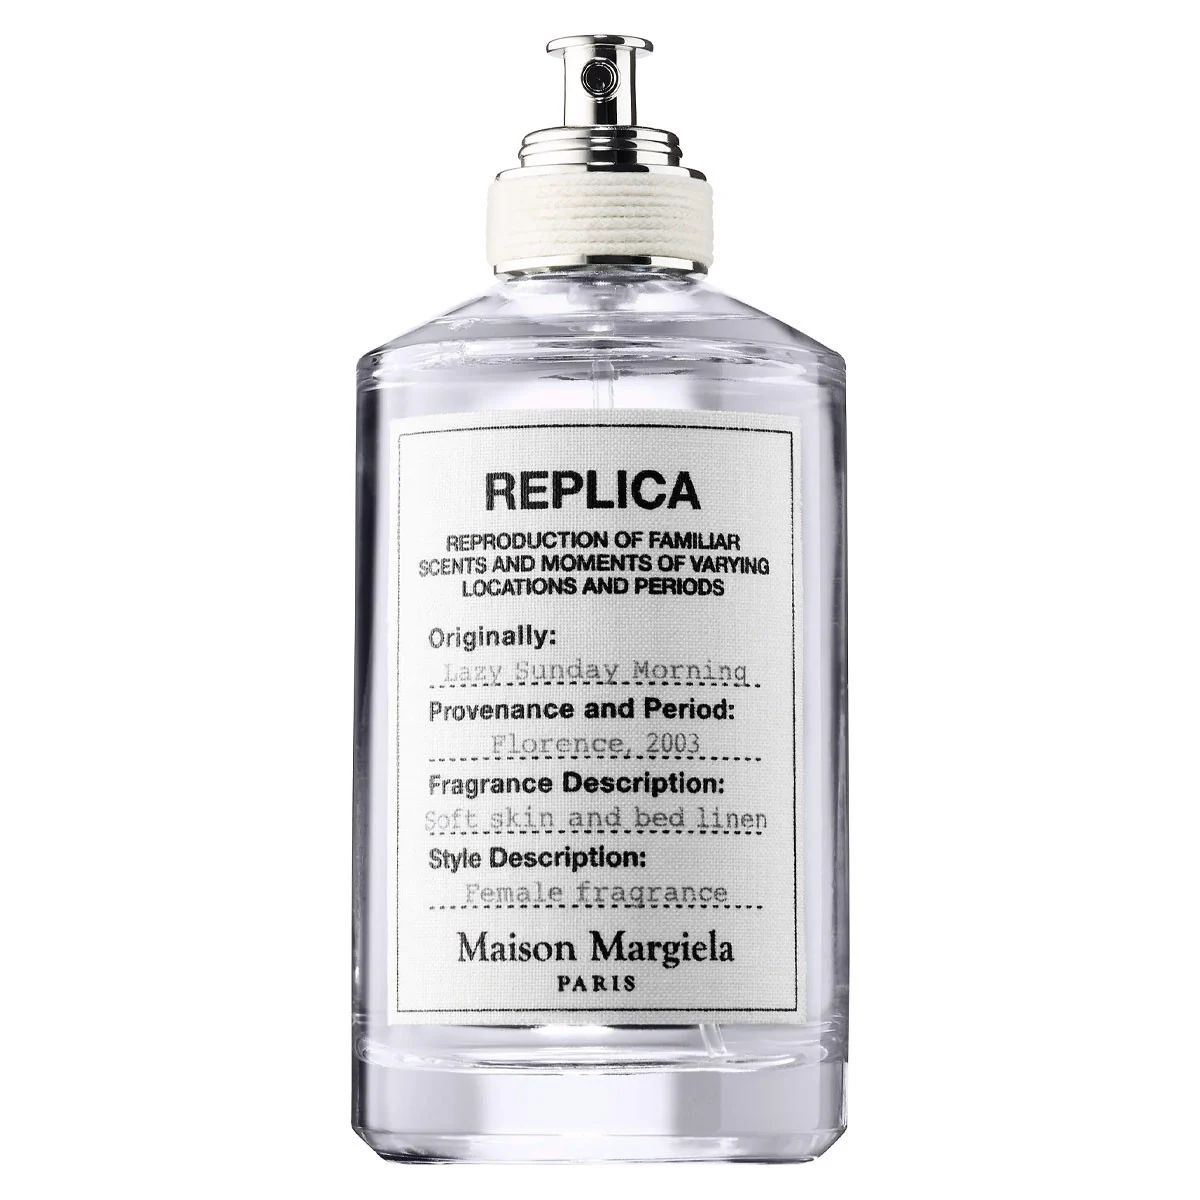 REPLICA
REPRODUCTION OF FAMILIAR
SCENTS AND MOMENTS OF VARYING
LOCATIONS AND PERIODS
Originally:
Lazy Sunday Morning
Provenance and Period:
Florence, 2003
Fragrance Description:
Soft skin and bed linen
Style Description:
Female fragrance
Maison Margiela
PARIS